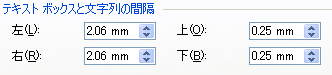 テキスト ボックスと文字列の間隔
左(L): 2.06 mm 上(O): 0.25 mm
右(R): 2.06 mm 下(B): 0.25 mm